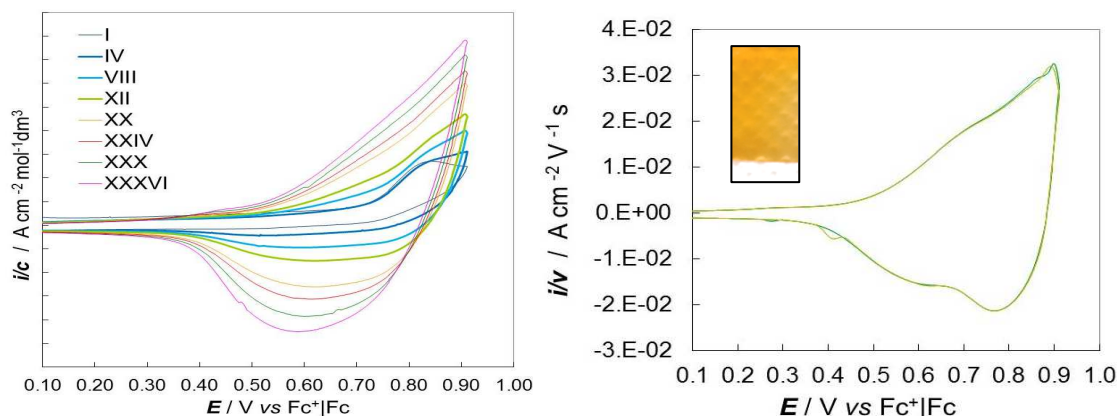 I
IV
VIII
XII
XX
XXIV
XXX
XXXVI
i/c / A cm⁻² mol⁻¹dm³
0.10 0.20 0.30 0.40 0.50 0.60 0.70 0.80 0.90 1.00
E / V vs Fc⁺|Fc
4.E-02
3.E-02
2.E-02
1.E-02
0.E+00
-1.E-02
-2.E-02
-3.E-02
i/v / A cm⁻² V⁻¹ s
0.1 0.2 0.3 0.4 0.5 0.6 0.7 0.8 0.9 1.0
E / V vs Fc⁺|Fc